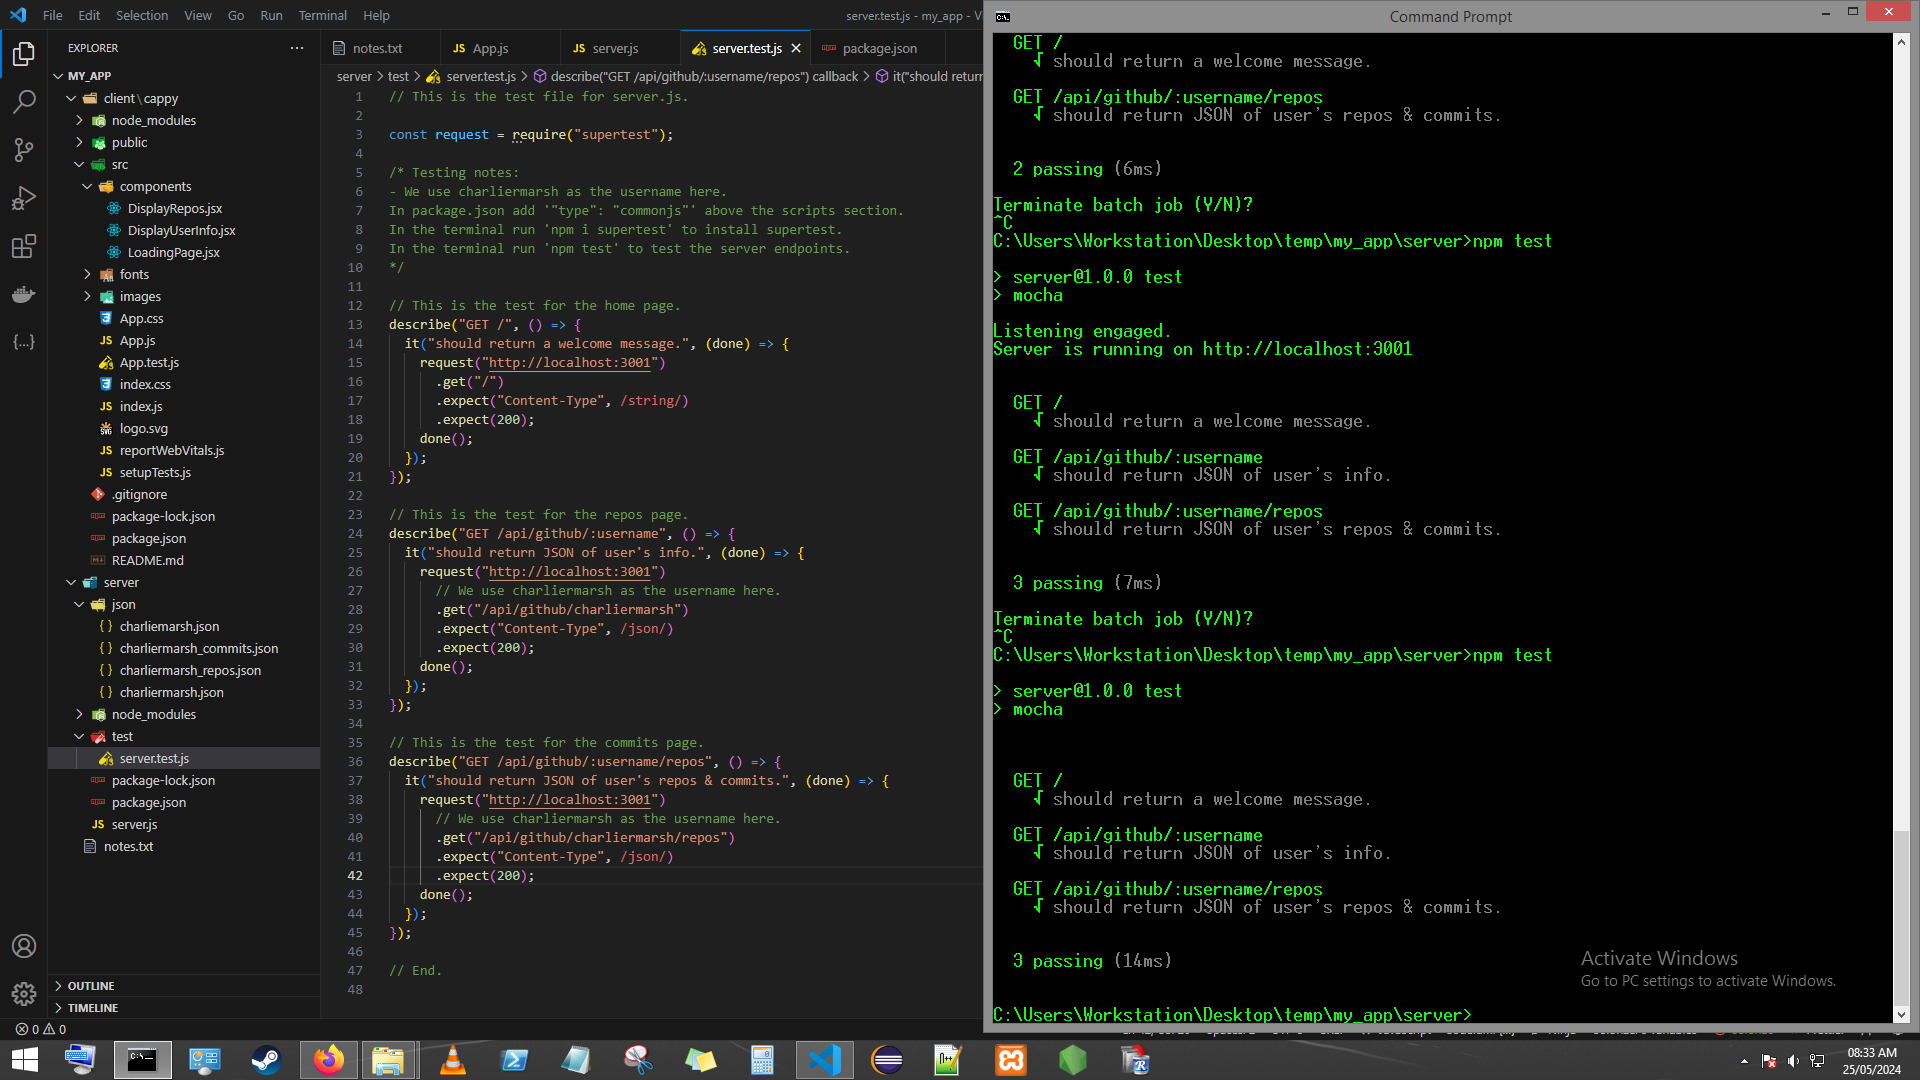 File Edit Selection View Go Run Terminal Help
server.test.js - my_app - V
EXPLORER
MY_APP
client\cappy
node_modules
public
src
components
DisplayRepos.jsx
DisplayUserInfo.jsx
LoadingPage.jsx
fonts
images
App.css
App.js
App.test.js
index.css
index.js
logo.svg
reportWebVitals.js
setupTests.js
.gitignore
package-lock.json
package.json
README.md
server
json
charliemarsh.json
charliermarsh_commits.json
charliermarsh_repos.json
charliermarsh.json
node_modules
test
server.test.js
package-lock.json
package.json
server.js
notes.txt
OUTLINE
TIMELINE
0 0
notes.txt
App.js
server.js
server.test.js
package.json
server > test > server.test.js > describe("GET /api/github/:username/repos") callback > it("should return
1 // This is the test file for server.js.
2
3 const request = require("supertest");
4
5 /* Testing notes:
6 - We use charliermarsh as the username here.
7 In package.json add '"type": "commonjs"' above the scripts section.
8 In the terminal run 'npm i supertest' to install supertest.
9 In the terminal run 'npm test' to test the server endpoints.
10 */
11
12 // This is the test for the home page.
13 describe("GET /", () => {
14 it("should return a welcome message.", (done) => {
15 request("http://localhost:3001")
16 .get("/")
17 .expect("Content-Type", /string/)
18 .expect(200);
19 done();
20 });
21 });
22
23 // This is the test for the repos page.
24 describe("GET /api/github/:username", () => {
25 it("should return JSON of user's info.", (done) => {
26 request("http://localhost:3001")
27 // We use charliermarsh as the username here.
28 .get("/api/github/charliermarsh")
29 .expect("Content-Type", /json/)
30 .expect(200);
31 done();
32 });
33 });
34
35 // This is the test for the commits page.
36 describe("GET /api/github/:username/repos", () => {
37 it("should return JSON of user's repos & commits.", (done) => {
38 request("http://localhost:3001")
39 // We use charliermarsh as the username here.
40 .get("/api/github/charliermarsh/repos")
41 .expect("Content-Type", /json/)
42 .expect(200);
43 done();
44 });
45 });
46
47 // End.
48
Command Prompt
GET /
√ should return a welcome message.
GET /api/github/:username/repos
√ should return JSON of user's repos & commits.
2 passing (6ms)
Terminate batch job (Y/N)?
^C
C:\Users\Workstation\Desktop\temp\my_app\server>npm test
> server@1.0.0 test
> mocha
Listening engaged.
Server is running on http://localhost:3001
GET /
√ should return a welcome message.
GET /api/github/:username
√ should return JSON of user's info.
GET /api/github/:username/repos
√ should return JSON of user's repos & commits.
3 passing (7ms)
Terminate batch job (Y/N)?
^C
C:\Users\Workstation\Desktop\temp\my_app\server>npm test
> server@1.0.0 test
> mocha
GET /
√ should return a welcome message.
GET /api/github/:username
√ should return JSON of user's info.
GET /api/github/:username/repos
√ should return JSON of user's repos & commits.
3 passing (14ms)
C:\Users\Workstation\Desktop\temp\my_app\server>
Activate Windows
Go to PC settings to activate Windows.
08:33 AM
25/05/2024